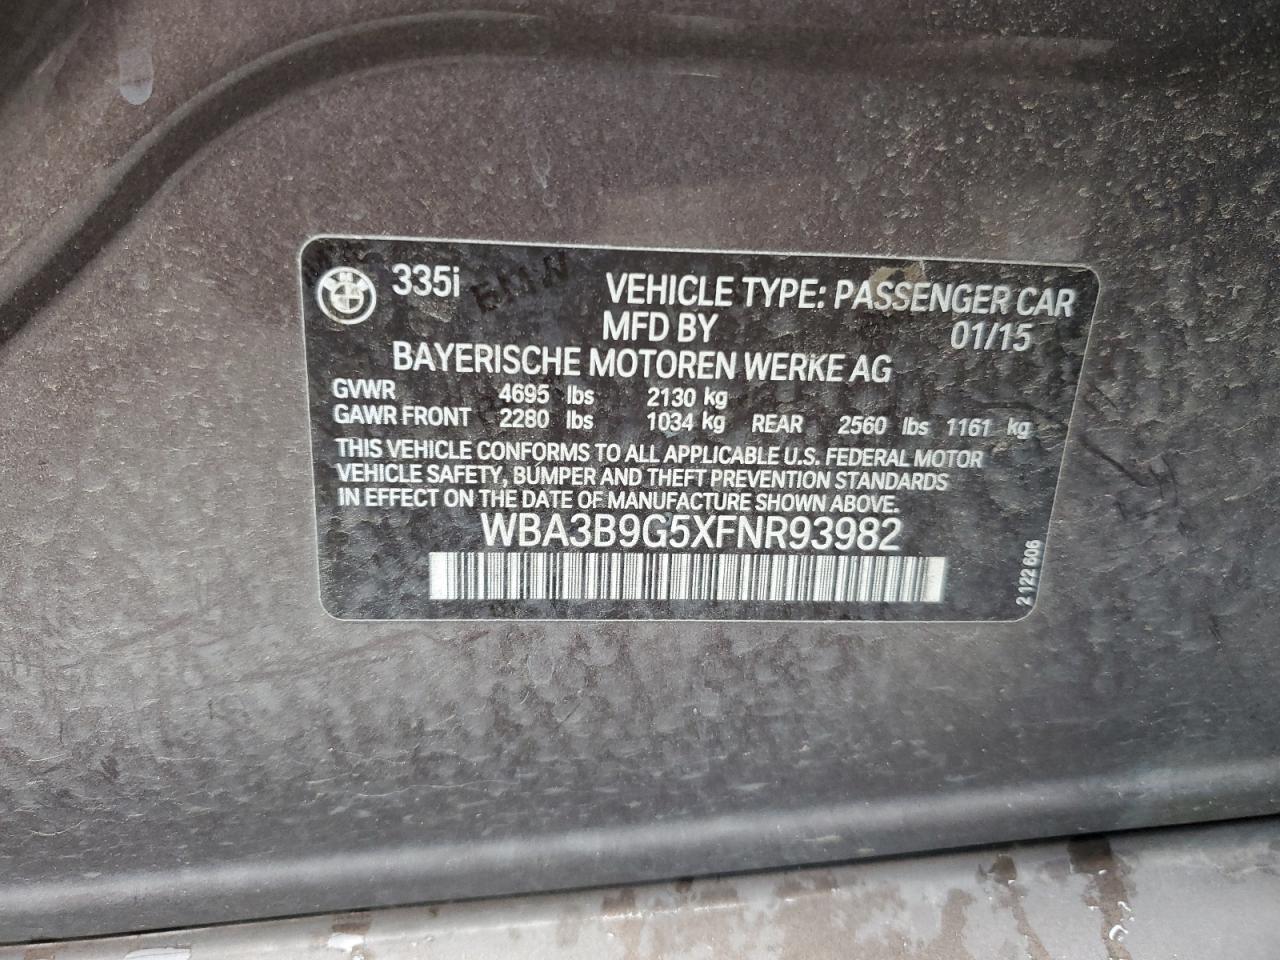 335i
VEHICLE TYPE: PASSENGER CAR
MFD BY 01/15
BAYERISCHE MOTOREN WERKE AG
GVWR 4695 lbs 2130 kg
GAWR FRONT 2280 lbs 1034 kg REAR 2560 lbs 1161 kg
THIS VEHICLE CONFORMS TO ALL APPLICABLE U.S. FEDERAL MOTOR
VEHICLE SAFETY, BUMPER AND THEFT PREVENTION STANDARDS
IN EFFECT ON THE DATE OF MANUFACTURE SHOWN ABOVE.
WBA3B9G5XFNR93982
2 122 606